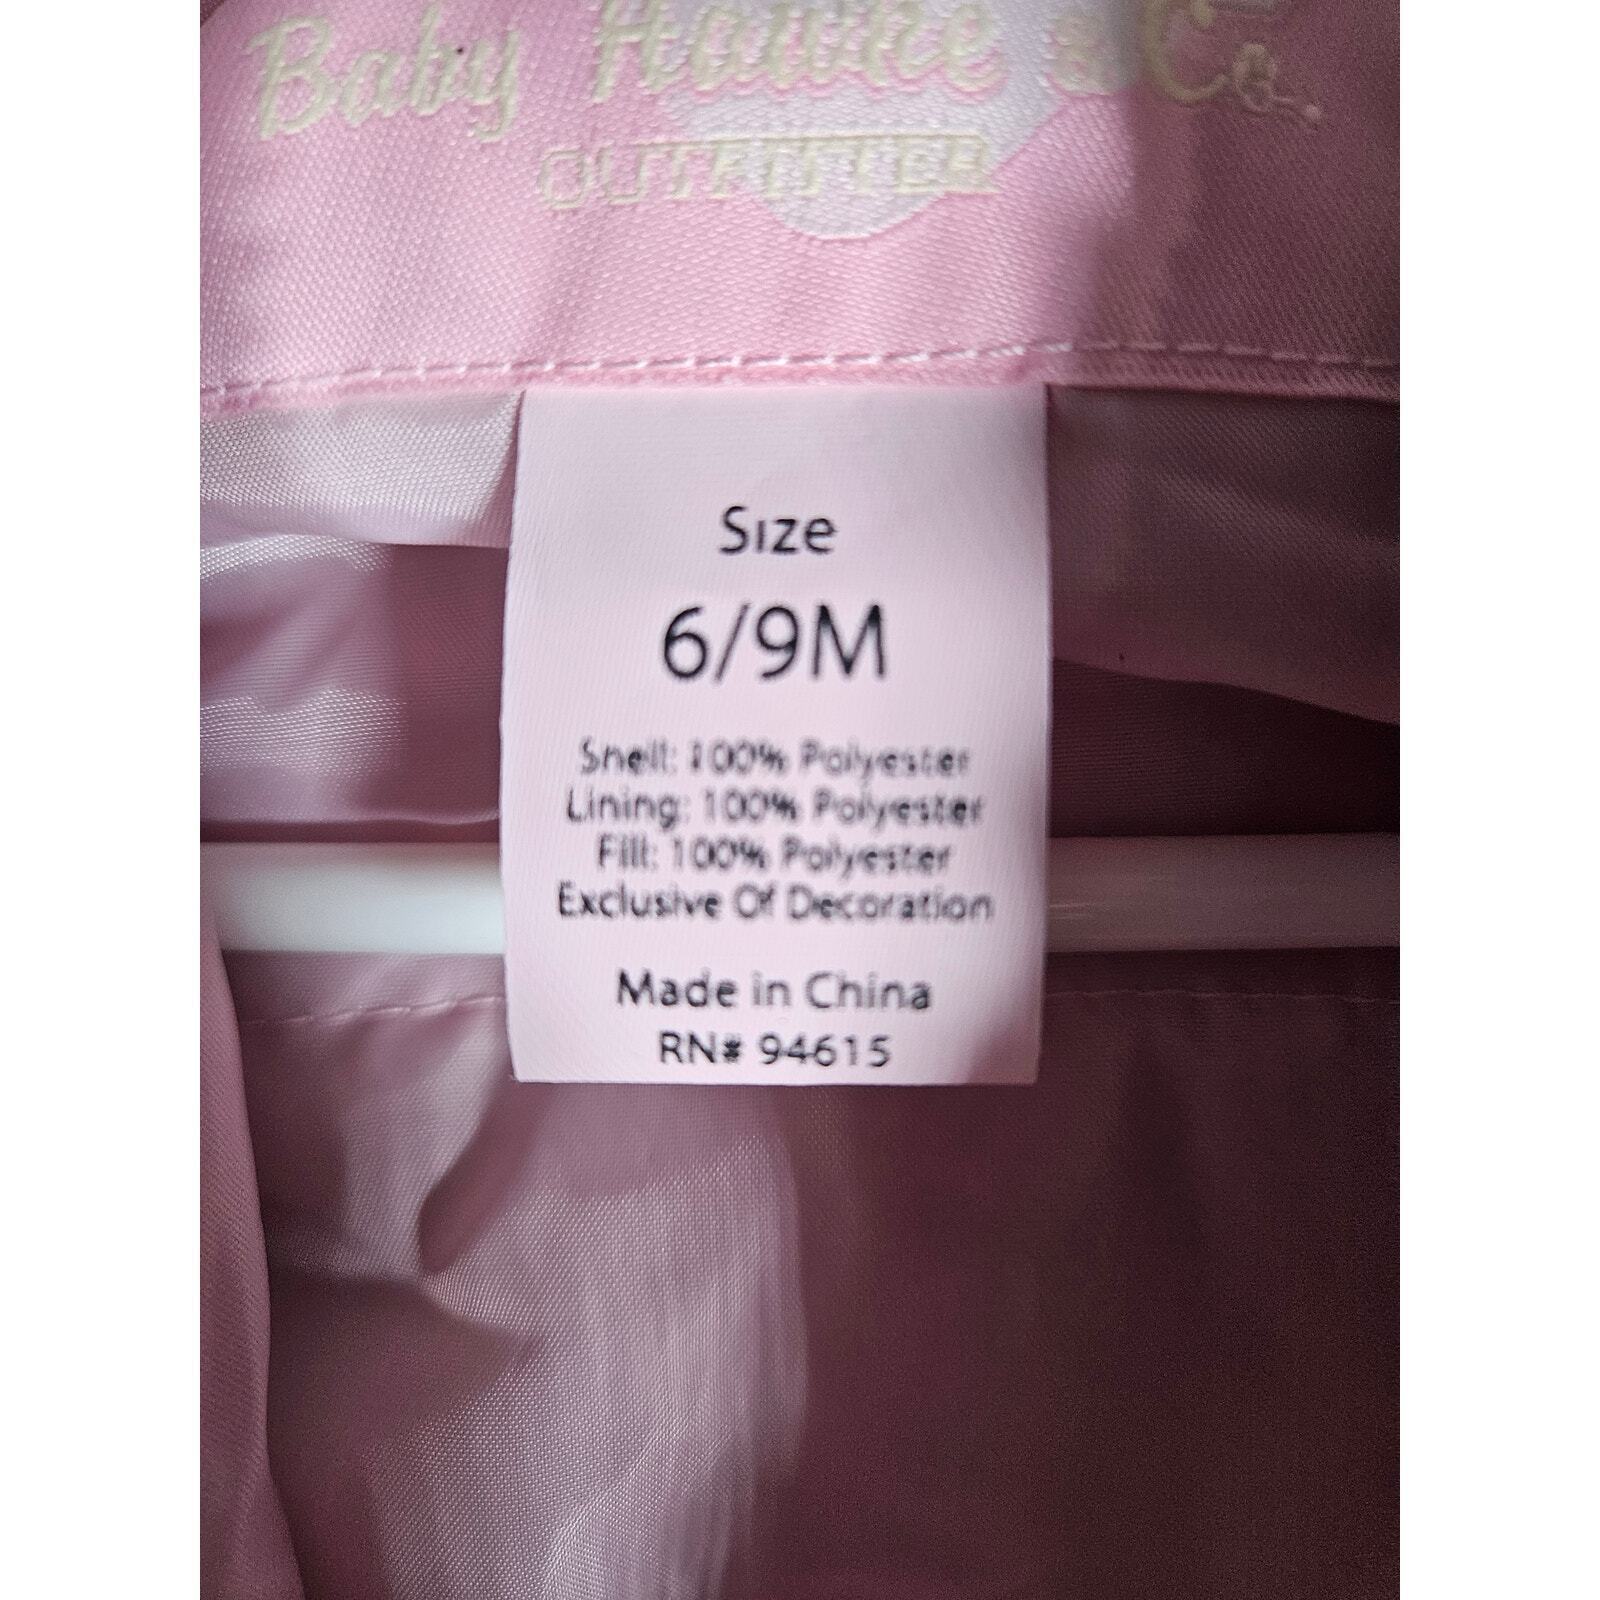 Baby Hawke & Co.
OUTFITTER
Size
6/9M
Shell: 100% Polyester
Lining: 100% Polyester
Fill: 100% Polyester
Exclusive Of Decoration
Made in China
RN# 94615